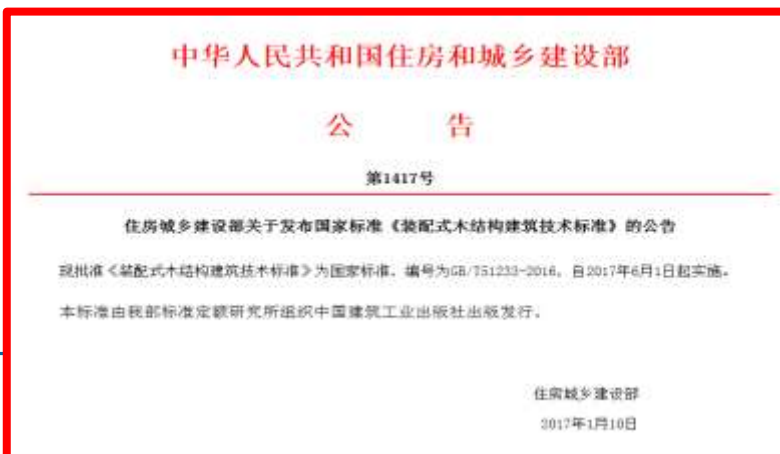 中华人民共和国住房和城乡建设部
公 告
第1417号
住房城乡建设部关于发布国家标准《装配式木结构建筑技术标准》的公告
现批准《装配式木结构建筑技术标准》为国家标准，编号为GB/T51233-2016，自2017年6月1日起实施。
本标准由我部标准定额研究所组织中国建筑工业出版社出版发行。
住房城乡建设部
2017年1月10日